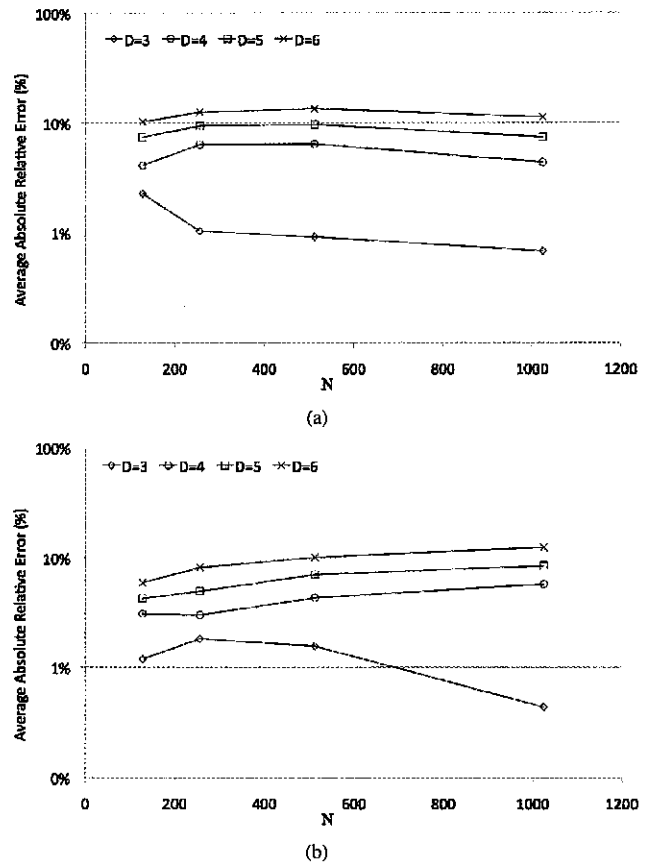 100%
D=3 D=4 D=5 D=6
10%
1%
0%
Average Absolute Relative Error (%)
0 200 400 600 800 1000 1200
N
(a)
100%
D=3 D=4 D=5 D=6
10%
1%
0%
Average Absolute Relative Error (%)
0 200 400 600 800 1000 1200
N
(b)